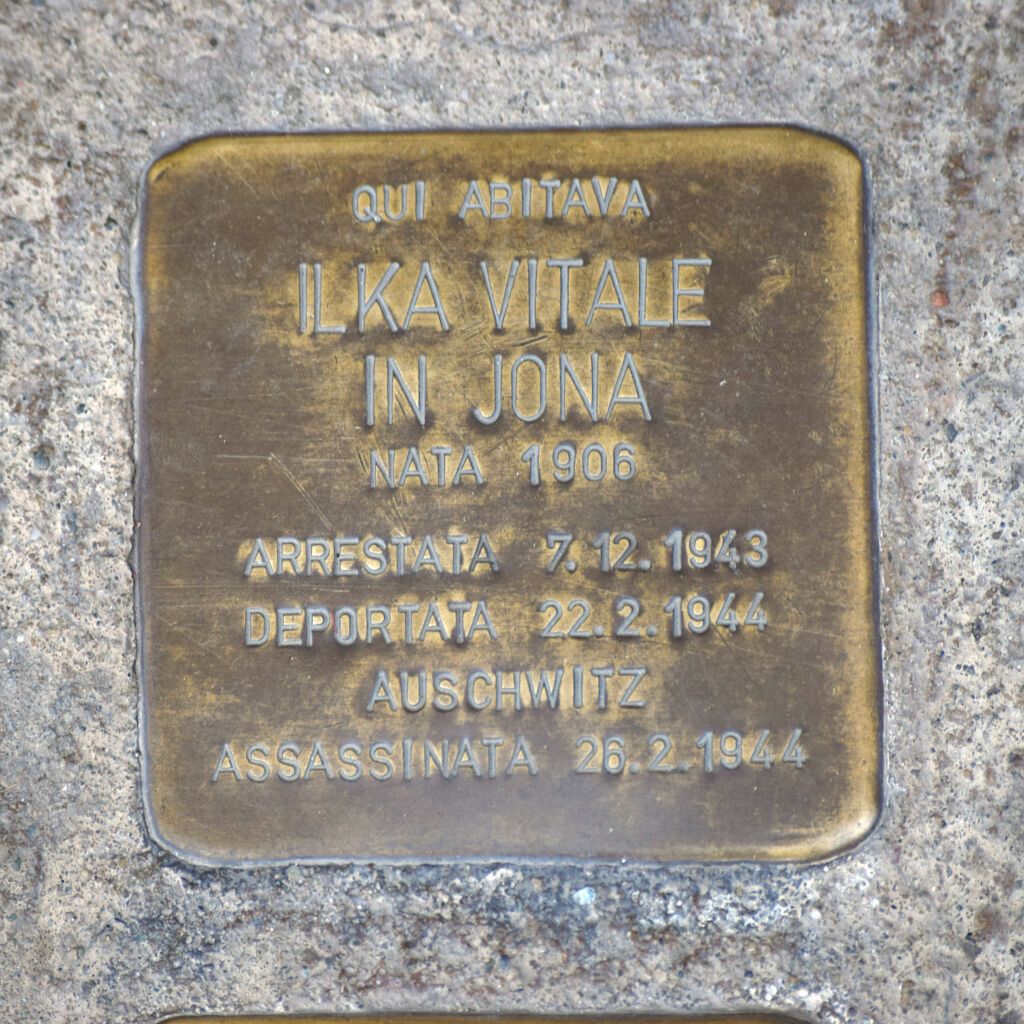 QUI ABITAVA
ILKA VITALE
IN JONA
NATA 1906
ARRESTATA 7.12.1943
DEPORTATA 22.2.1944
AUSCHWITZ
ASSASSINATA 26.2.1944